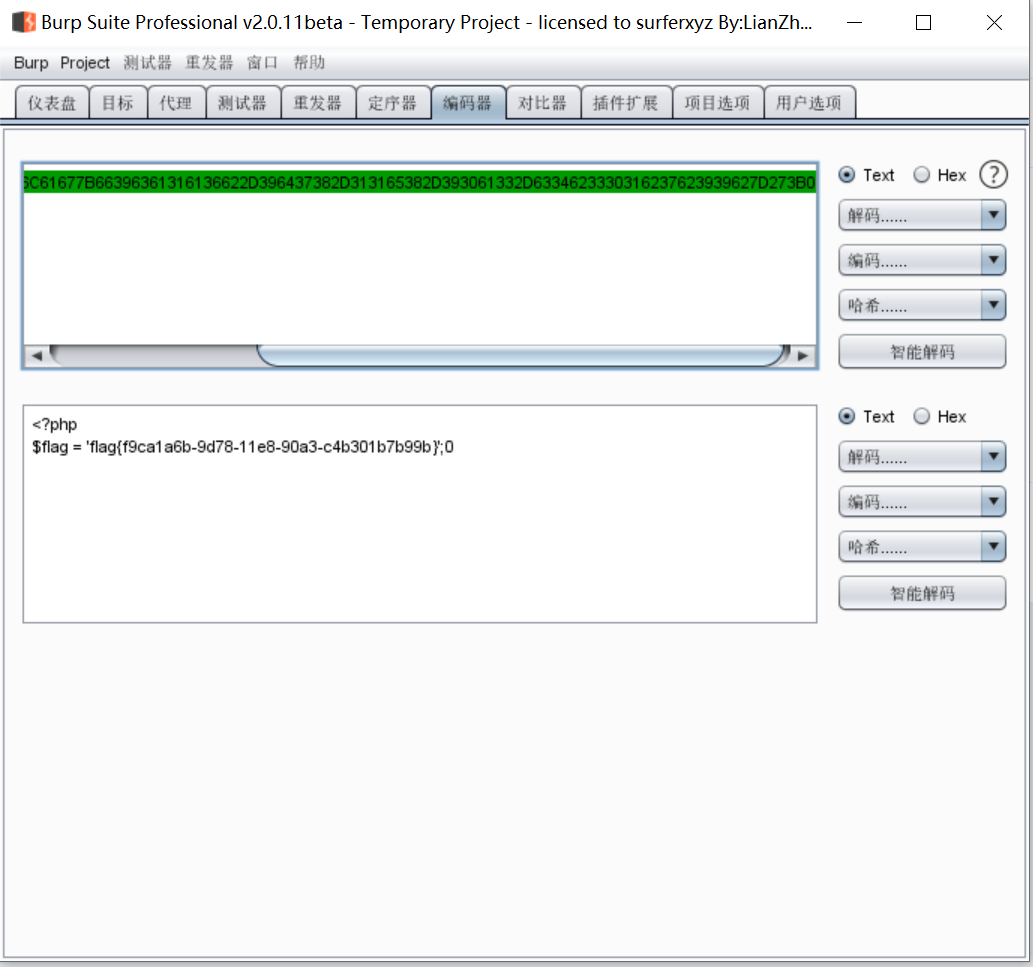 Burp Suite Professional v2.0.11beta - Temporary Project - licensed to surferxyz By:LianZh...
Burp Project 测试器 重发器 窗口 帮助
仪表盘 目标 代理 测试器 重发器 定序器 编码器 对比器 插件扩展 项目选项 用户选项
6C61677B66396361316136622D396437382D313165382D393061332D6334623330316237623939627D273B0
Text Hex ?
解码......
编码......
哈希......
智能解码
<?php
$flag = 'flag{f9ca1a6b-9d78-11e8-90a3-c4b301b7b99b}';0
Text Hex
解码......
编码......
哈希......
智能解码